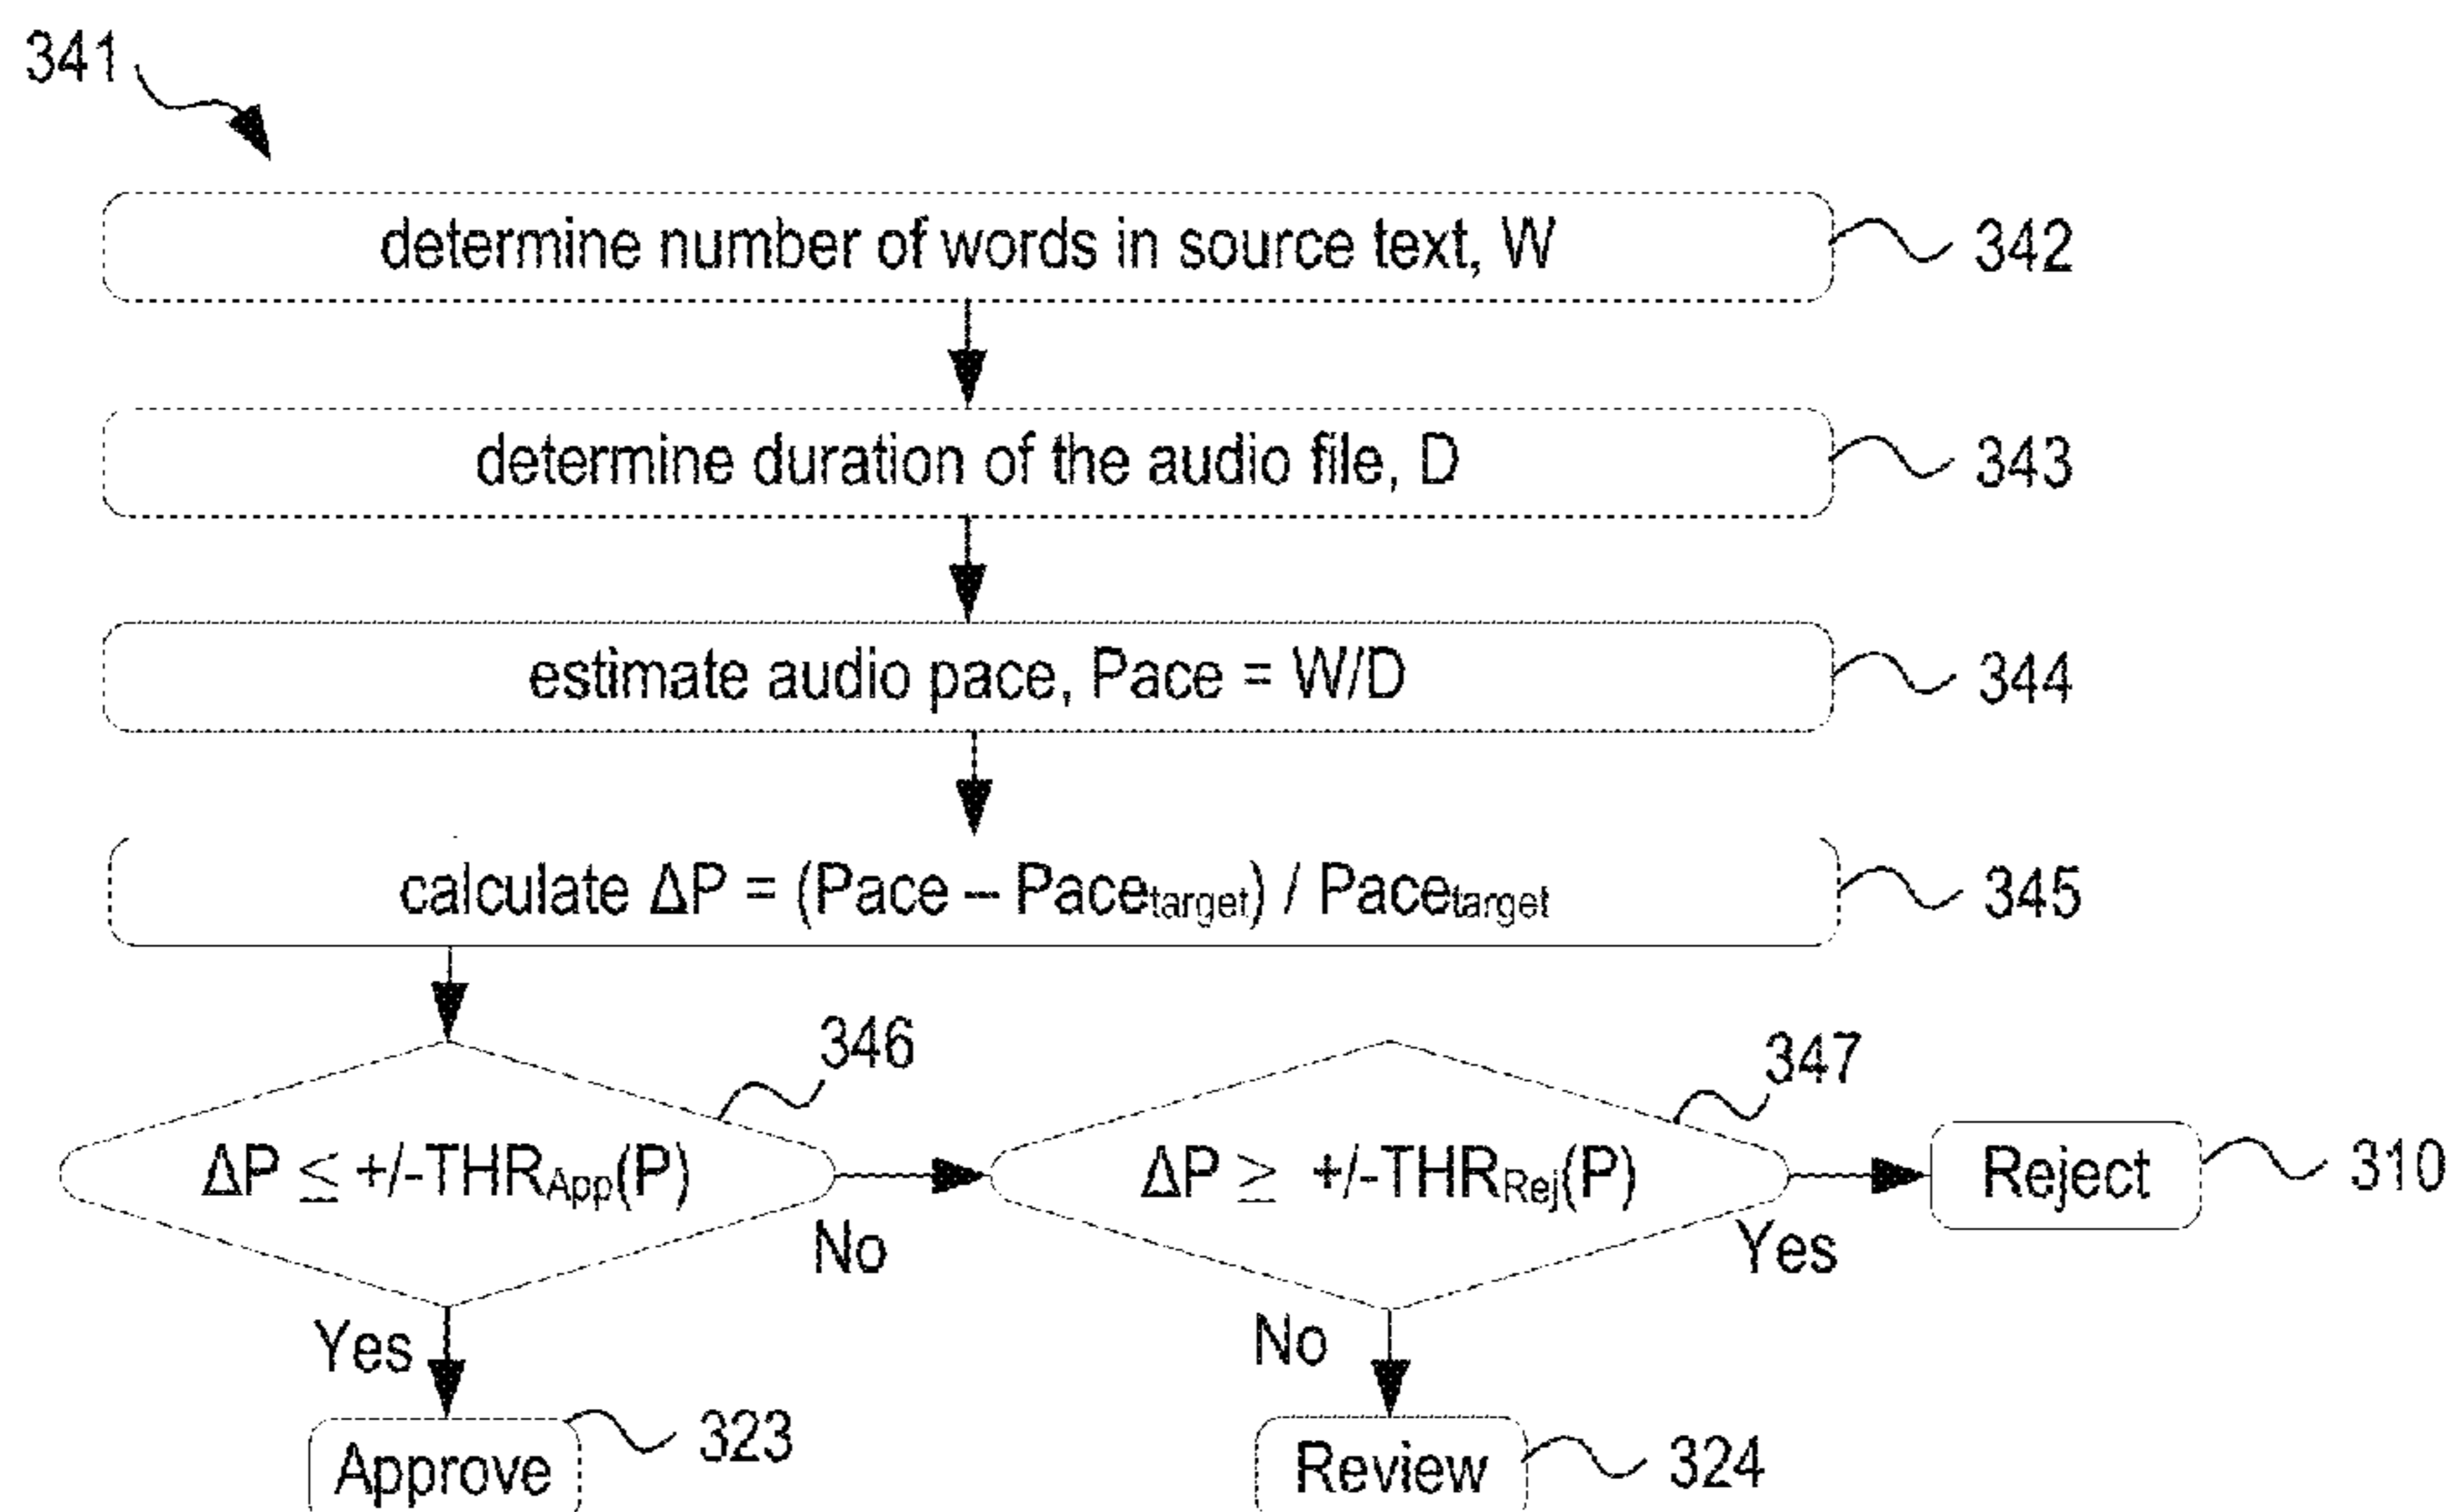 341
determine number of words in source text, W
342
determine duration of the audio file, D
343
estimate audio pace, Pace = W/D
344
calculate ΔP = (Pace – Pacetarget) / Pacetarget
345
346
347
ΔP ≤ +/-THRApp(P)
ΔP ≥ +/-THRRej(P)
Reject
310
No
Yes
Yes
No
Approve
323
Review
324